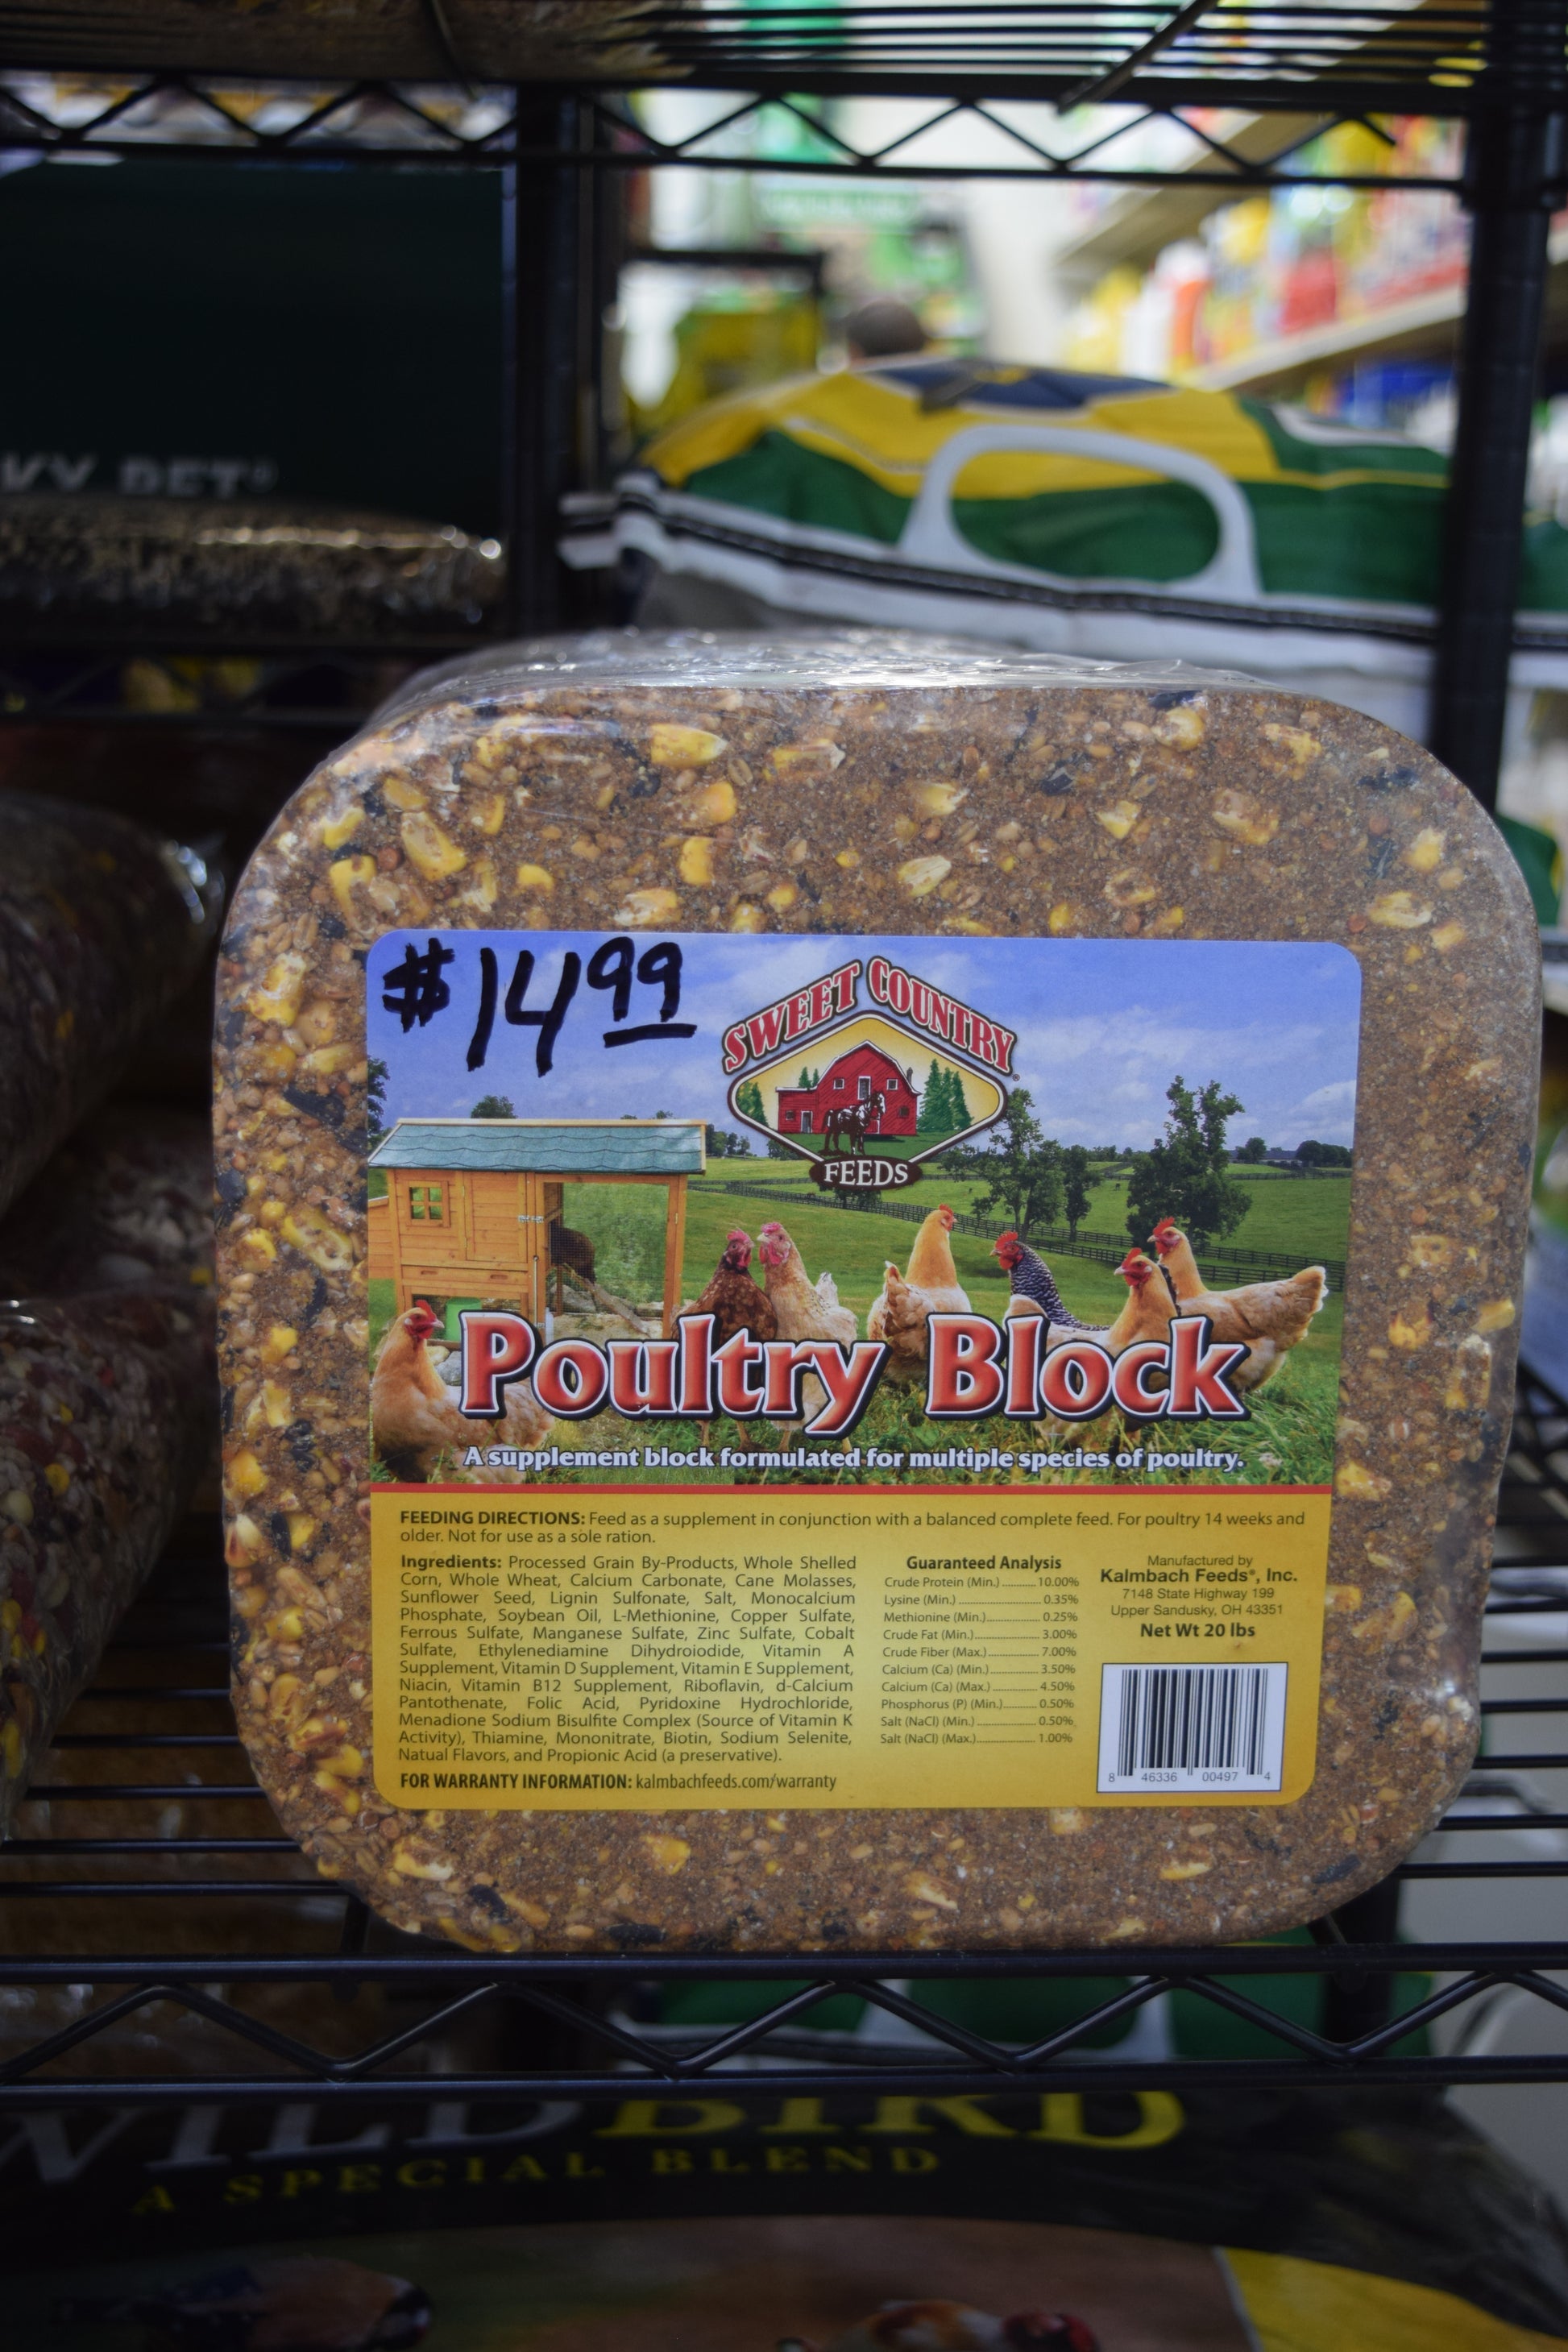 KY PET®
$14.99
SWEET COUNTRY
FEEDS
Poultry Block
A supplement block formulated for multiple species of poultry.
FEEDING DIRECTIONS: Feed as a supplement in conjunction with a balanced complete feed. For poultry 14 weeks and
older. Not for use as a sole ration.
Ingredients: Processed Grain By-Products, Whole Shelled
Corn, Whole Wheat, Calcium Carbonate, Cane Molasses,
Sunflower Seed, Lignin Sulfonate, Salt, Monocalcium
Phosphate, Soybean Oil, L-Methionine, Copper Sulfate,
Ferrous Sulfate, Manganese Sulfate, Zinc Sulfate, Cobalt
Sulfate, Ethylenediamine Dihydroiodide, Vitamin A
Supplement, Vitamin D Supplement, Vitamin E Supplement,
Niacin, Vitamin B12 Supplement, Riboflavin, d-Calcium
Pantothenate, Folic Acid, Pyridoxine Hydrochloride,
Menadione Sodium Bisulfite Complex (Source of Vitamin K
Activity), Thiamine, Mononitrate, Biotin, Sodium Selenite,
Natual Flavors, and Propionic Acid (a preservative).
FOR WARRANTY INFORMATION: kalmbachfeeds.com/warranty
Guaranteed Analysis
Crude Protein (Min.) 10.00%
Lysine (Min.) 0.35%
Methionine (Min.) 0.25%
Crude Fat (Min.) 3.00%
Crude Fiber (Max.) 7.00%
Calcium (Ca) (Min.) 3.50%
Calcium (Ca) (Max.) 4.50%
Phosphorus (P) (Min.) 0.50%
Salt (NaCl) (Min.) 0.50%
Salt (NaCl) (Max.) 1.00%
Manufactured by
Kalmbach Feeds®, Inc.
7148 State Highway 199
Upper Sandusky, OH 43351
Net Wt 20 lbs
8 46336 00497 4
WILDBIRD
A SPECIAL BLEND